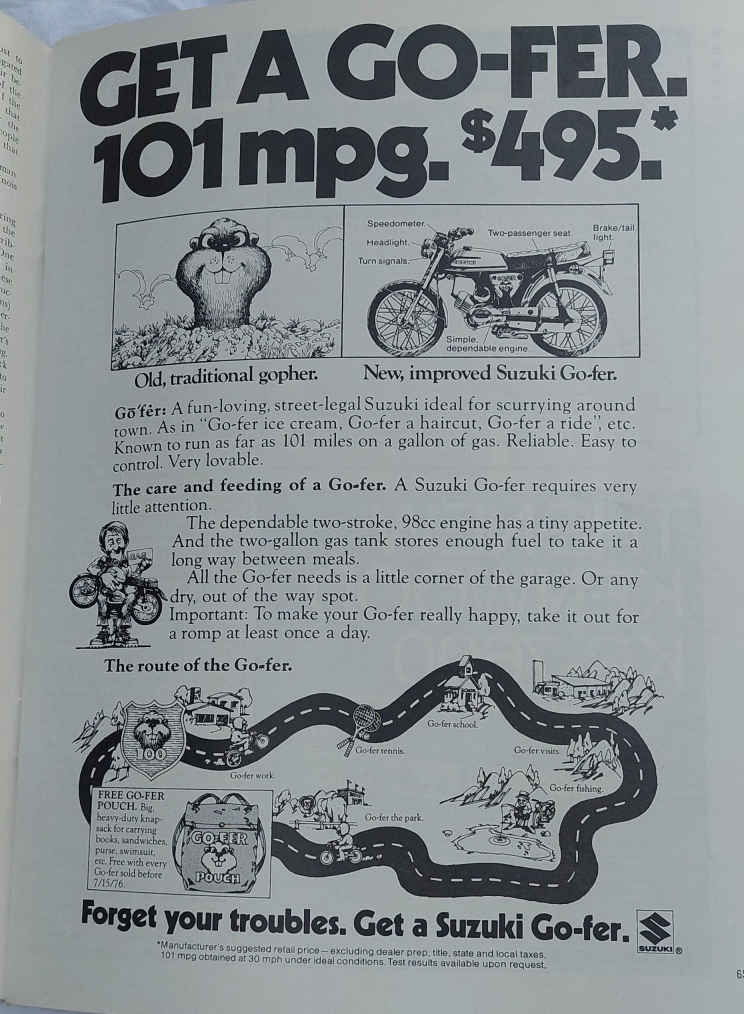 GET A GO-FER.
101 mpg. $495.*
Speedometer.
Headlight.
Turn signals.
Two-passenger seat.
Brake/tail
light.
Simple,
dependable engine.
Old, traditional gopher.
New, improved Suzuki Go-fer.
Gō′fėr: A fun-loving, street-legal Suzuki ideal for scurrying around
town. As in “Go-fer ice cream, Go-fer a haircut, Go-fer a ride”, etc.
Known to run as far as 101 miles on a gallon of gas. Reliable. Easy to
control. Very lovable.
The care and feeding of a Go-fer. A Suzuki Go-fer requires very
little attention.
The dependable two-stroke, 98cc engine has a tiny appetite.
And the two-gallon gas tank stores enough fuel to take it a
long way between meals.
All the Go-fer needs is a little corner of the garage. Or any
dry, out of the way spot.
Important: To make your Go-fer really happy, take it out for
a romp at least once a day.
The route of the Go-fer.
100
Go-fer work.
Go-fer tennis.
Go-fer school.
Go-fer visits.
Go-fer fishing.
Go-fer the park.
FREE GO-FER
POUCH. Big,
heavy-duty knap-
sack for carrying
books, sandwiches,
purse, swimsuit,
etc. Free with every
Go-fer sold before
7/15/76.
GO-FER
POUCH
Forget your troubles. Get a Suzuki Go-fer.
SUZUKI ®
*Manufacturer's suggested retail price—excluding dealer prep, title, state and local taxes.
101 mpg obtained at 30 mph under ideal conditions. Test results available upon request.